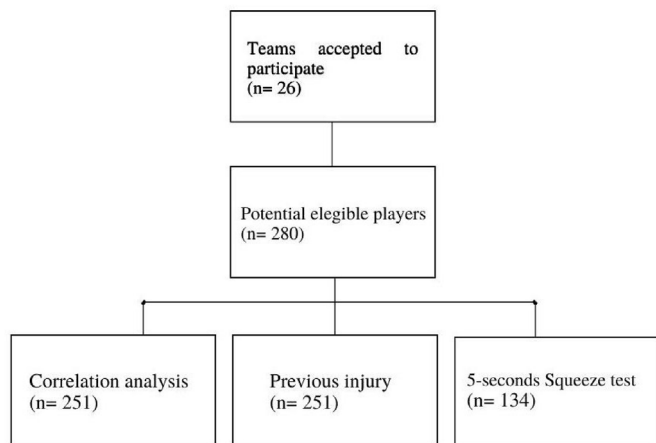 Teams accepted to
participate
(n= 26)
Potential elegible players
(n= 280)
Correlation analysis
(n= 251)
Previous injury
(n= 251)
5-seconds Squeeze test
(n= 134)